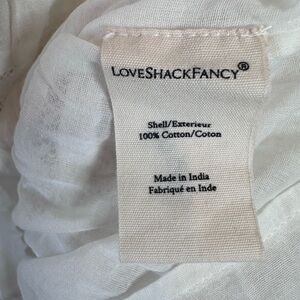 LOVESHACKFANCY®
Shell/Exterieur
100% Cotton/Coton
Made in India
Fabriqué en Inde